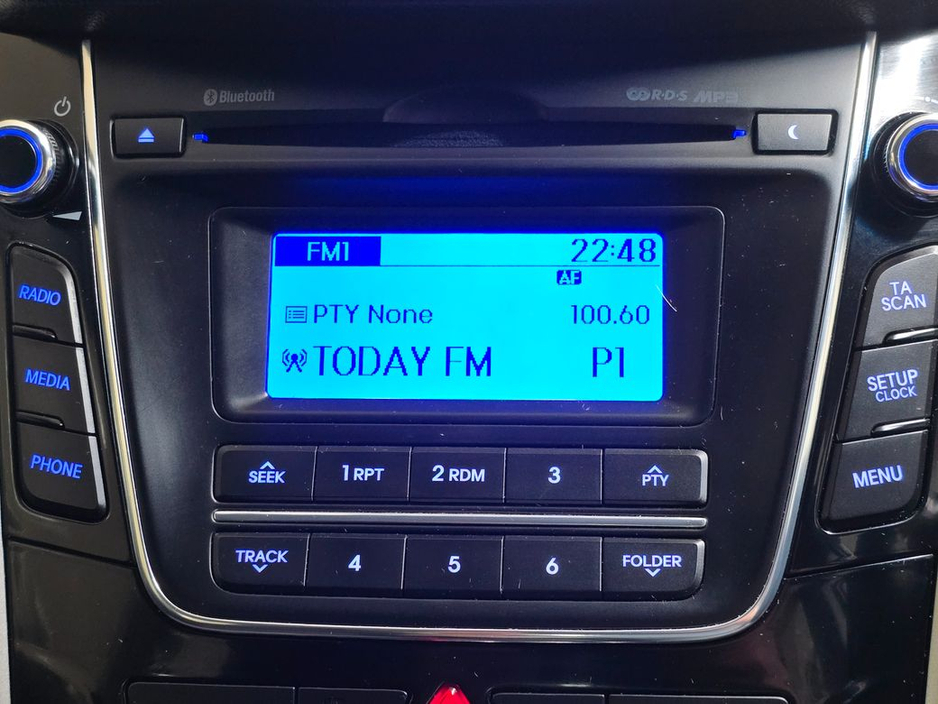 Bluetooth
R·D·S MP3
FM1 22:48
AF
PTY None 100.60
TODAY FM P1
RADIO
MEDIA
PHONE
TA
SCAN
SETUP
CLOCK
MENU
SEEK 1 RPT 2 RDM 3 PTY
TRACK 4 5 6 FOLDER